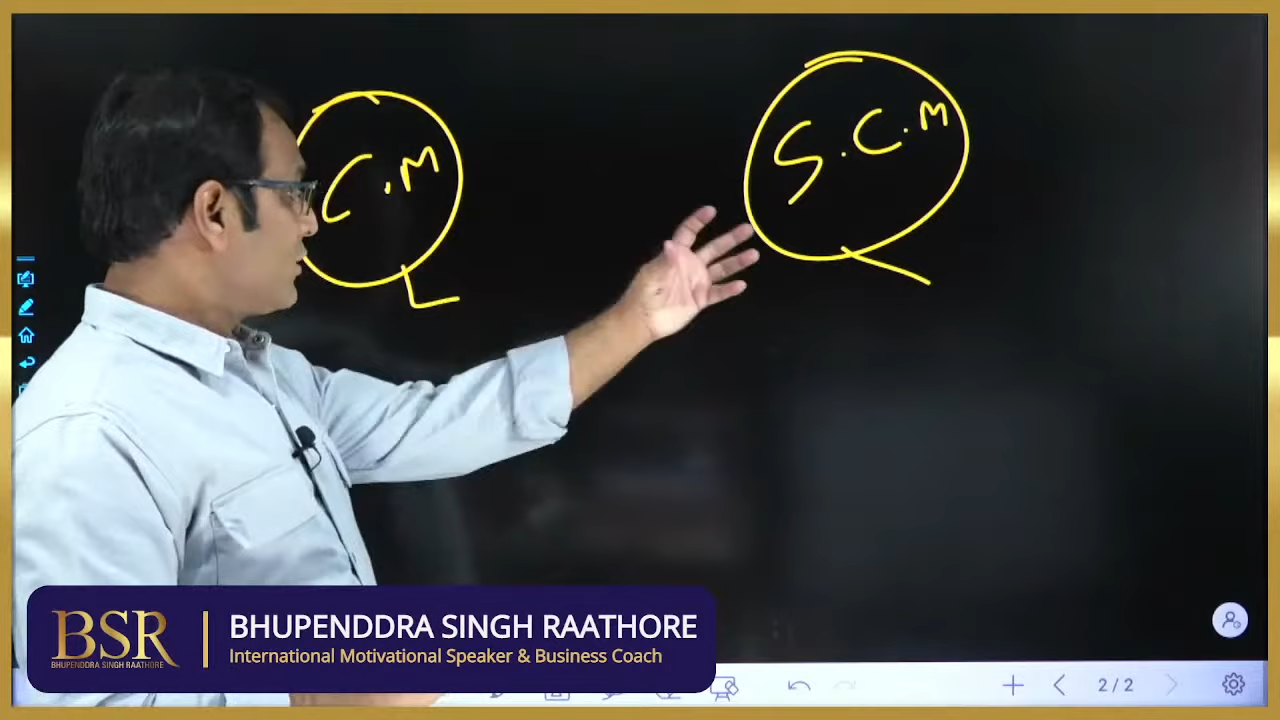 C.M
S.C.M
BSR
BHUPENDDRA SINGH RAATHORE
BHUPENDDRA SINGH RAATHORE
International Motivational Speaker & Business Coach
2/2